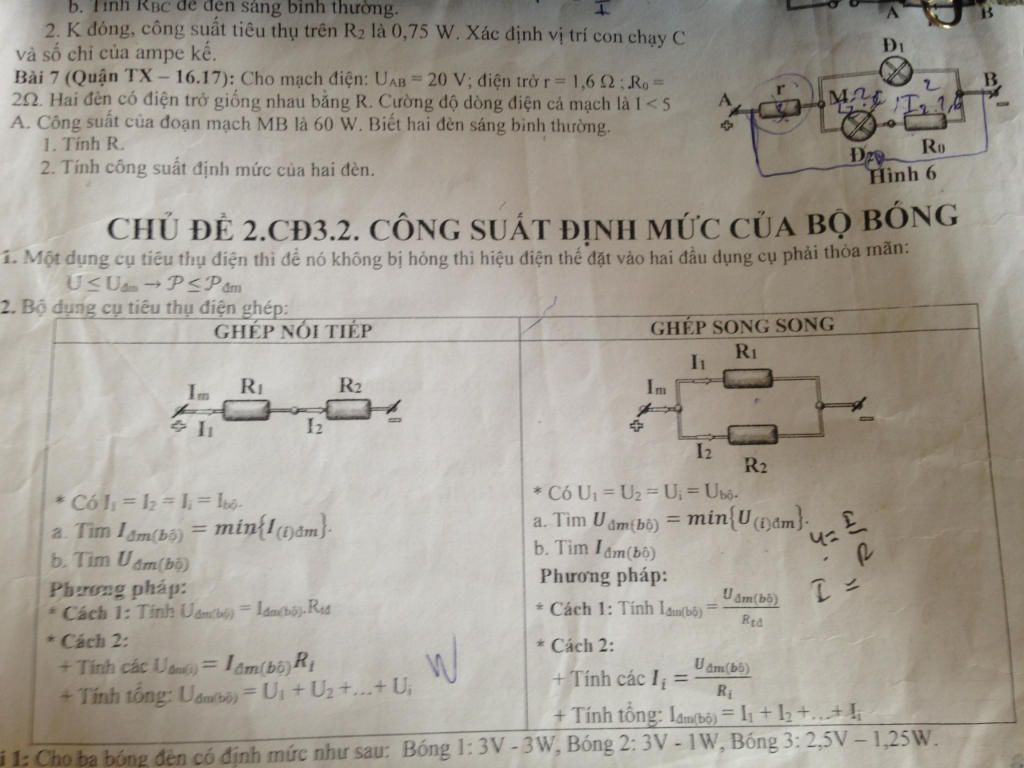 b. Tính RBC để đèn sáng bình thường.
2. K đóng, công suất tiêu thụ trên R2 là 0,75 W. Xác định vị trí con chạy C
và số chỉ của ampe kế.
Bài 7 (Quận TX – 16.17): Cho mạch điện: UAB = 20 V; điện trở r = 1,6 Ω ; R0 =
2Ω. Hai đèn có điện trở giống nhau bằng R. Cường độ dòng điện cả mạch là I < 5
A. Công suất của đoạn mạch MB là 60 W. Biết hai đèn sáng bình thường.
1. Tính R.
2. Tính công suất định mức của hai đèn.
A B
Đ1
A r M B
+ −
Đ2 R0
Hình 6
CHỦ ĐỀ 2.CĐ3.2. CÔNG SUẤT ĐỊNH MỨC CỦA BỘ BÓNG
1. Một dụng cụ tiêu thụ điện thì để nó không bị hỏng thì hiệu điện thế đặt vào hai đầu dụng cụ phải thỏa mãn:
U ≤ Uđm → P ≤ Pđm
2. Bộ dụng cụ tiêu thụ điện ghép:
GHÉP NỐI TIẾP
Im R1 R2
+ I1 I2 −
* Có I1 = I2 = Ii = Ibộ.
a. Tìm Iđm(bộ) = min{I(i)đm}.
b. Tìm Uđm(bộ)
Phương pháp:
* Cách 1: Tính Uđm(bộ) = Iđm(bộ).Rtđ
* Cách 2:
+ Tính các Uđm(i) = Iđm(bộ)Ri
+ Tính tổng: Uđm(bộ) = U1 + U2 +...+ Ui
W
GHÉP SONG SONG
I1 R1
Im
+ −
I2 R2
* Có U1 = U2 = Ui = Ubộ.
a. Tìm Uđm(bộ) = min{U(i)đm}.
b. Tìm Iđm(bộ)
Phương pháp:
* Cách 1: Tính Iđm(bộ) = Uđm(bộ)/Rtđ
* Cách 2:
+ Tính các Ii = Uđm(bộ)/Ri
+ Tính tổng: Iđm(bộ) = I1 + I2 +...+ Ii
u = I/R
I =
i 1: Cho ba bóng đèn có định mức như sau: Bóng 1: 3V - 3W, Bóng 2: 3V - 1W, Bóng 3: 2,5V – 1,25W.